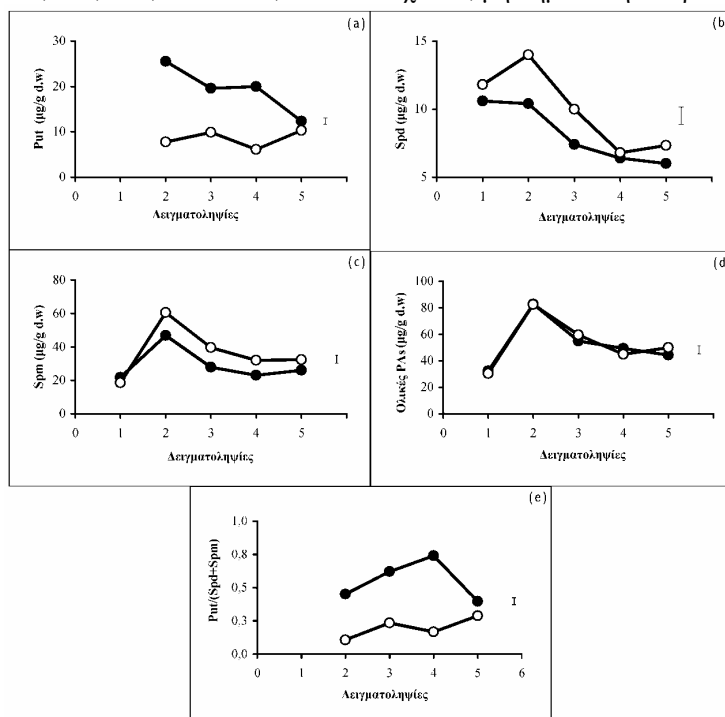 (a)
Put (μg/g d.w)
30
20
10
0
0 1 2 3 4 5
Δειγματοληψίες
(b)
Spd (μg/g d.w)
15
10
5
0 1 2 3 4 5
Δειγματοληψίες
(c)
Spm (μg/g d.w)
80
60
40
20
0
0 1 2 3 4 5
Δειγματοληψίες
(d)
Ολικές PAs (μg/g d.w)
100
80
60
40
20
0
0 1 2 3 4 5
Δειγματοληψίες
(e)
Put/(Spd+Spm)
1,0
0,8
0,5
0,3
0,0
0 1 2 3 4 5 6
Δειγματοληψίες